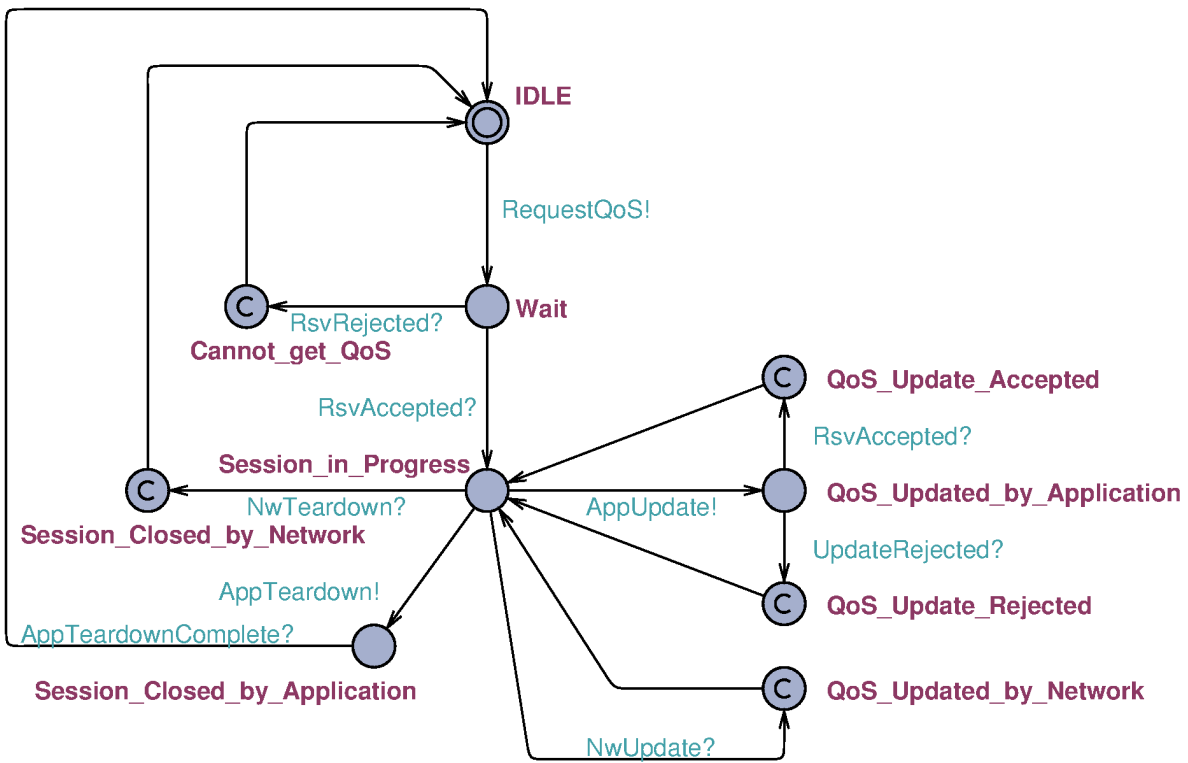 IDLE
RequestQoS!
Wait
RsvRejected?
Cannot_get_QoS
C
QoS_Update_Accepted
C
RsvAccepted?
RsvAccepted?
Session_in_Progress
C
NwTeardown?
AppUpdate!
QoS_Updated_by_Application
Session_Closed_by_Network
UpdateRejected?
AppTeardown!
C
QoS_Update_Rejected
AppTeardownComplete?
Session_Closed_by_Application
C
QoS_Updated_by_Network
NwUpdate?